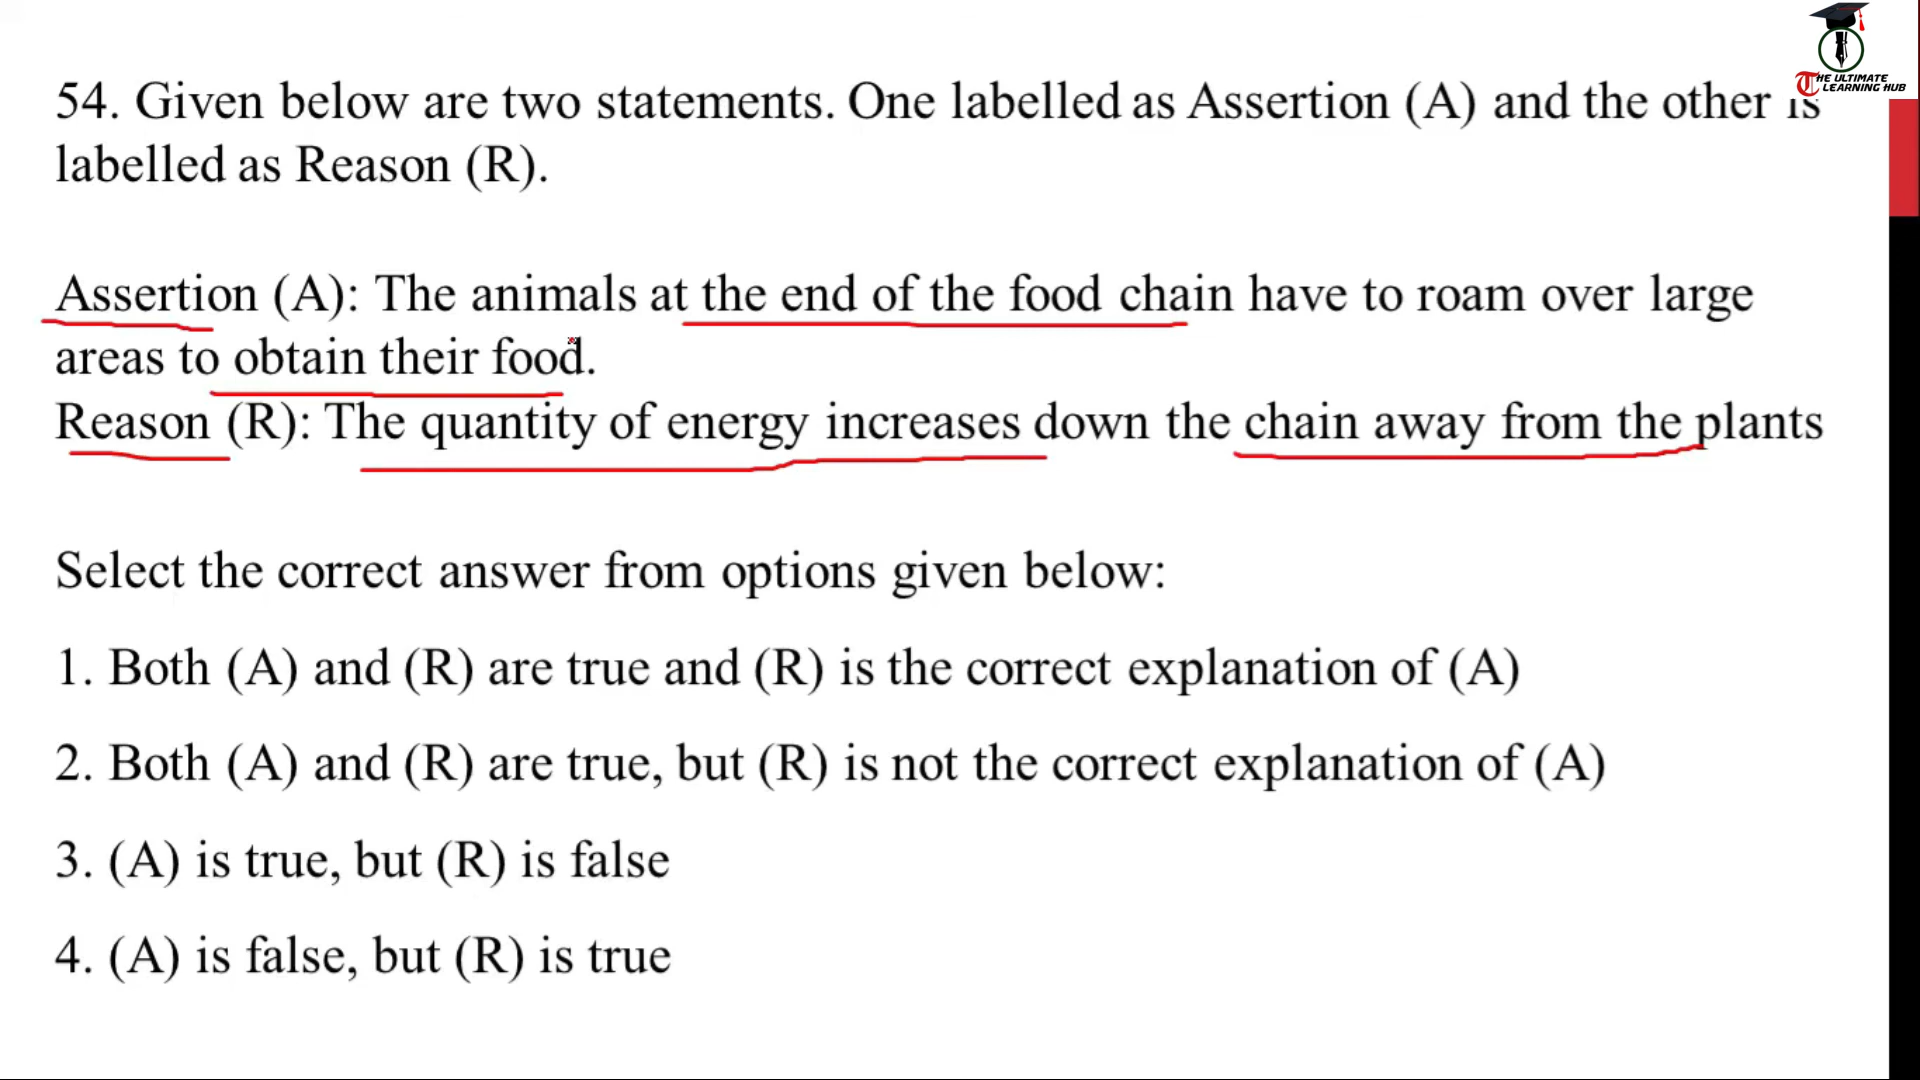 THE ULTIMATE
LEARNING HUB
54. Given below are two statements. One labelled as Assertion (A) and the other is
labelled as Reason (R).
Assertion (A): The animals at the end of the food chain have to roam over large
areas to obtain their food.
Reason (R): The quantity of energy increases down the chain away from the plants
Select the correct answer from options given below:
1. Both (A) and (R) are true and (R) is the correct explanation of (A)
2. Both (A) and (R) are true, but (R) is not the correct explanation of (A)
3. (A) is true, but (R) is false
4. (A) is false, but (R) is true